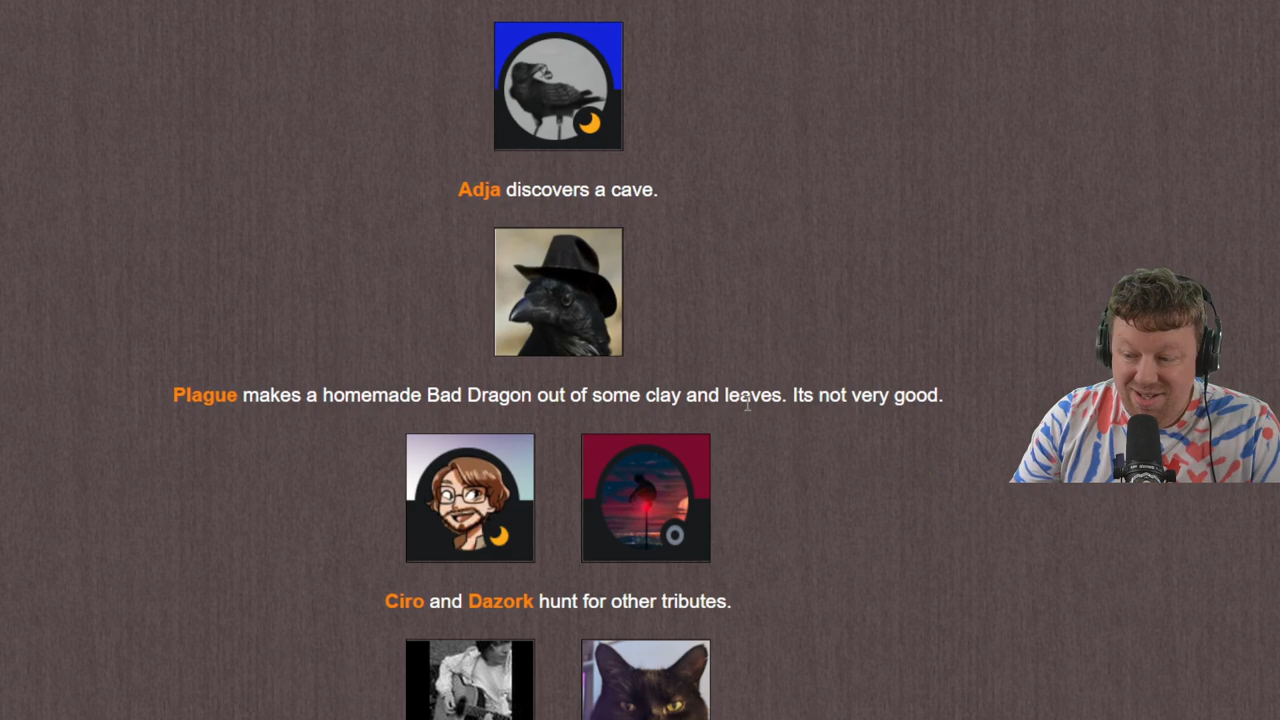 Adja discovers a cave.
Plague makes a homemade Bad Dragon out of some clay and leaves. Its not very good.
Ciro and Dazork hunt for other tributes.